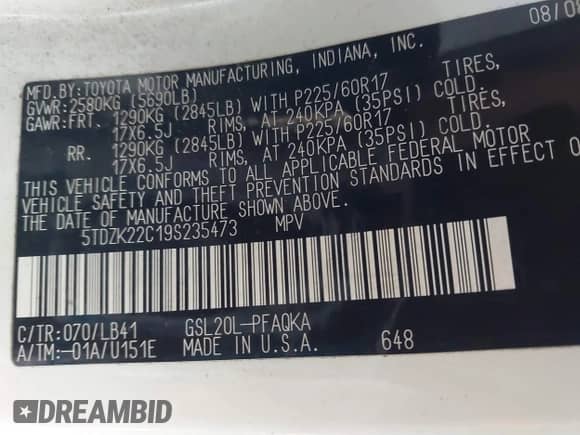 08/08
MFD.BY:TOYOTA MOTOR MANUFACTURING, INDIANA, INC.
GVWR:2580KG (5690LB)
GAWR:FRT. 1290KG (2845LB) WITH P225/60R17 TIRES,
17X6.5J RIMS, AT 240KPA (35PSI) COLD.
RR. 1290KG (2845LB) WITH P225/60R17 TIRES,
17X6.5J RIMS, AT 240KPA (35PSI) COLD.
THIS VEHICLE CONFORMS TO ALL APPLICABLE FEDERAL MOTOR
VEHICLE SAFETY AND THEFT PREVENTION STANDARDS IN EFFECT O
THE DATE OF MANUFACTURE SHOWN ABOVE.
5TDZK22C19S235473 MPV
C/TR:070/LB41 GSL20L-PFAQKA
A/TM:-01A/U151E MADE IN U.S.A. 648
DREAMBID